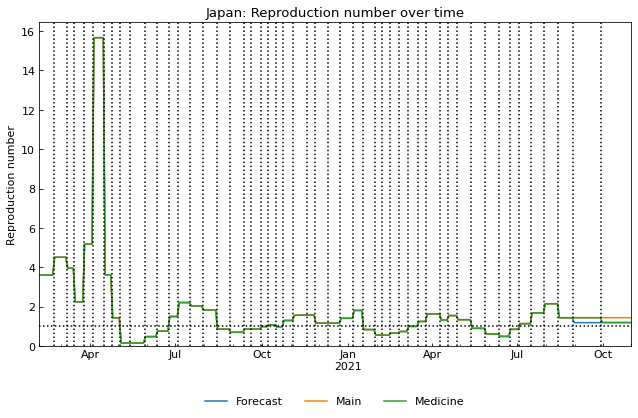 Japan: Reproduction number over time
Reproduction number
16
14
12
10
8
6
4
2
0
Apr Jul Oct Jan Apr Jul Oct
2021
Forecast Main Medicine